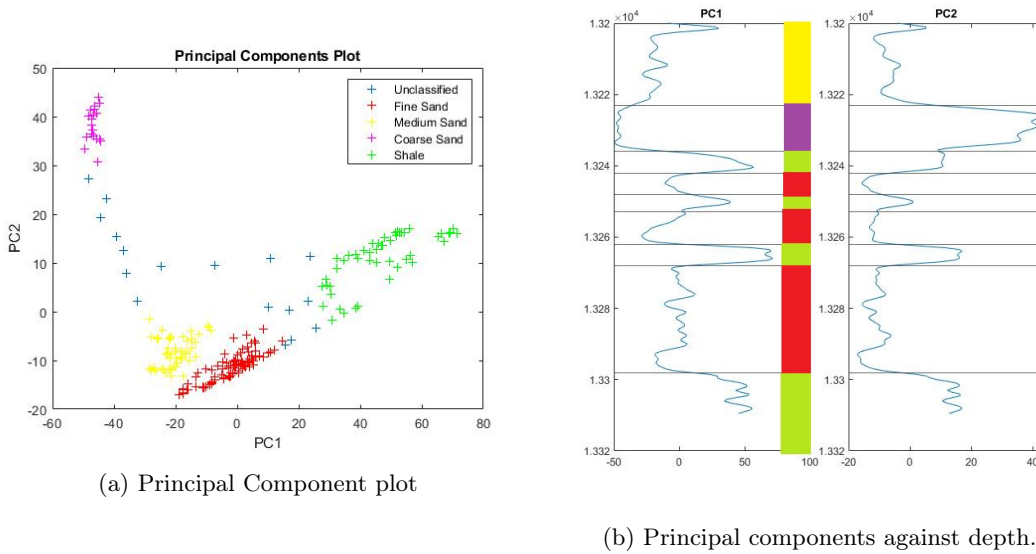 Principal Components Plot
50
40
30
20
10
0
-10
-20
PC2
-60 -40 -20 0 20 40 60 80
PC1
Unclassified
Fine Sand
Medium Sand
Coarse Sand
Shale
(a) Principal Component plot
×10⁴ PC1
1.32
1.322
1.324
1.326
1.328
1.33
1.332
-50 0 50 100
×10⁴ PC2
1.32
1.322
1.324
1.326
1.328
1.33
1.332
-20 0 20 40
(b) Principal components against depth.